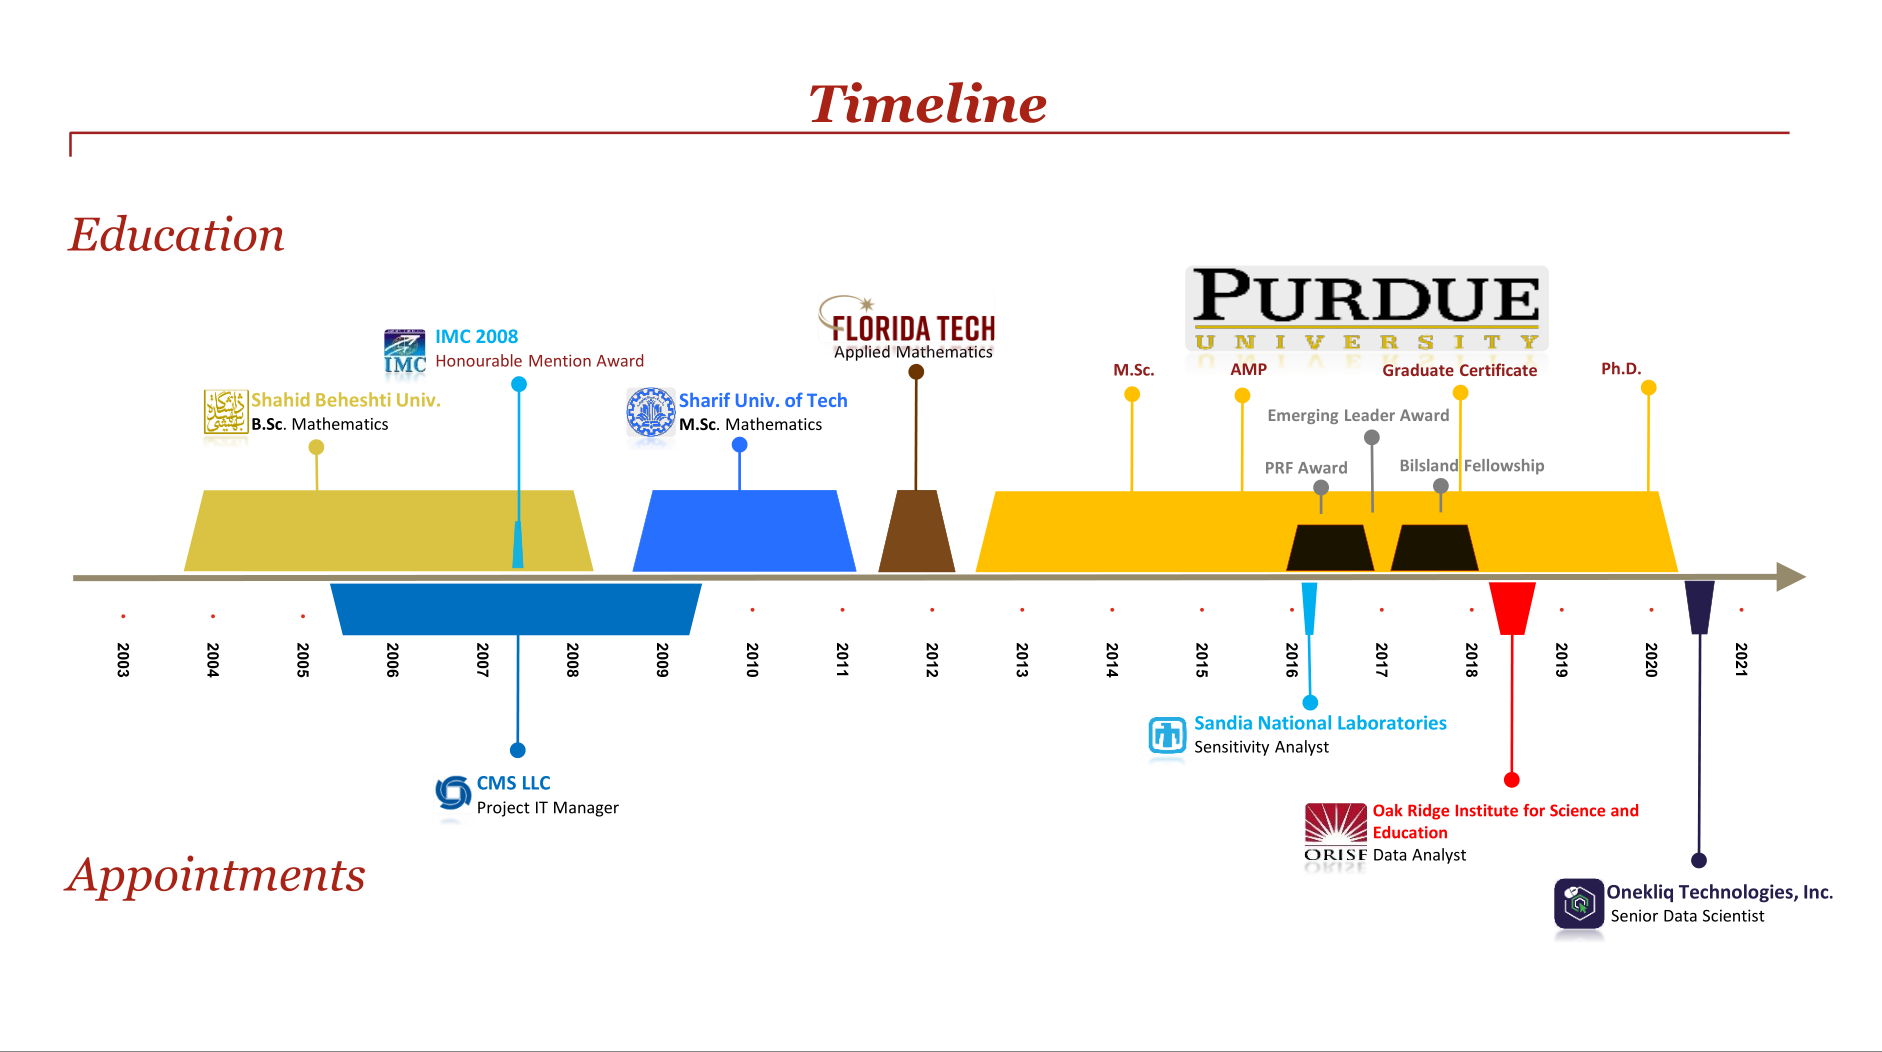 Timeline
Education
PURDUE
UNIVERSITY
FLORIDA TECH
Applied Mathematics
IMC 2008
Honourable Mention Award
IMC
M.Sc.
AMP
Graduate Certificate
Ph.D.
Shahid Beheshti Univ.
B.Sc. Mathematics
Sharif Univ. of Tech
M.Sc. Mathematics
Emerging Leader Award
PRF Award
Bilsland Fellowship
2003
2004
2005
2006
2007
2008
2009
2010
2011
2012
2013
2014
2015
2016
2017
2018
2019
2020
2021
Sandia National Laboratories
Sensitivity Analyst
CMS LLC
Project IT Manager
Oak Ridge Institute for Science and
Education
Data Analyst
ORISE
Appointments
Onekliq Technologies, Inc.
Senior Data Scientist